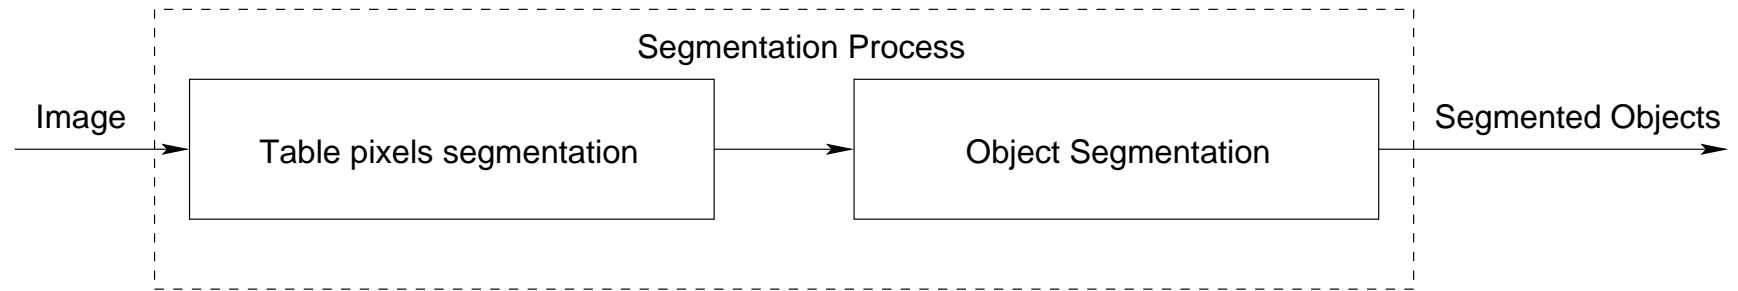 Segmentation Process
Image
Table pixels segmentation
Object Segmentation
Segmented Objects